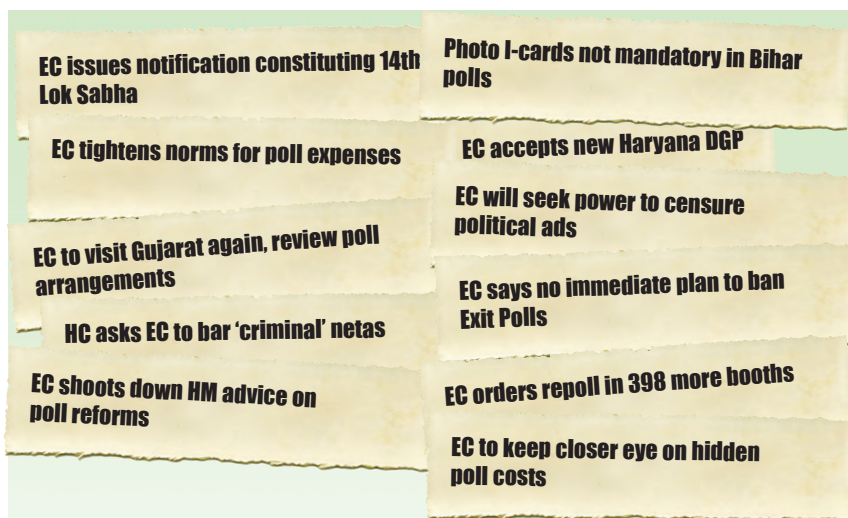 EC issues notification constituting 14th
Lok Sabha
EC tightens norms for poll expenses
EC to visit Gujarat again, review poll
arrangements
HC asks EC to bar ‘criminal’ netas
EC shoots down HM advice on
poll reforms
Photo I-cards not mandatory in Bihar
polls
EC accepts new Haryana DGP
EC will seek power to censure
political ads
EC says no immediate plan to ban
Exit Polls
EC orders repoll in 398 more booths
EC to keep closer eye on hidden
poll costs